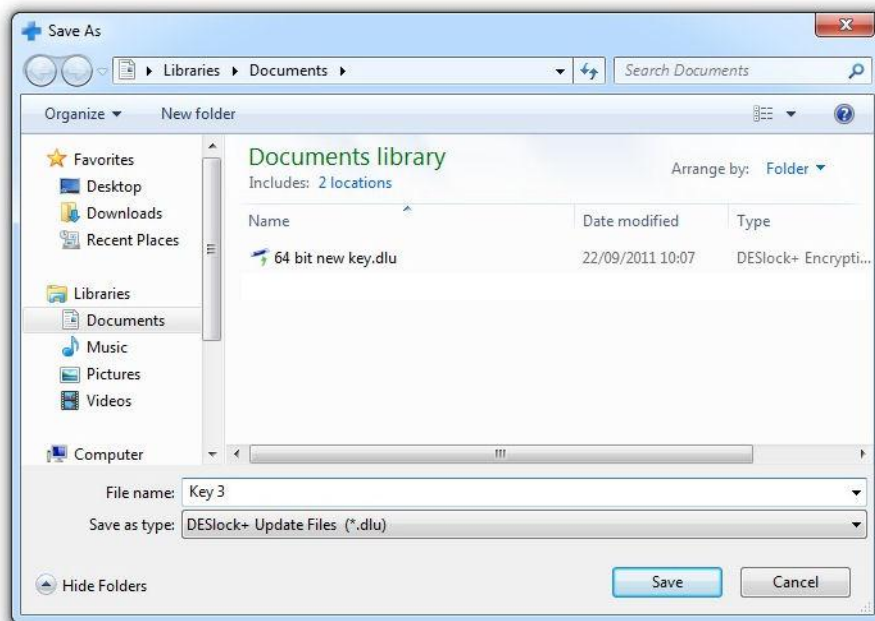 Save As
Libraries Documents
Search Documents
Organize New folder
Favorites
Desktop
Downloads
Recent Places
Libraries
Documents
Music
Pictures
Videos
Computer
Documents library
Includes: 2 locations
Arrange by: Folder
Name Date modified Type
64 bit new key.dlu 22/09/2011 10:07 DESlock+ Encrypti...
File name: Key 3
Save as type: DESlock+ Update Files (*.dlu)
Hide Folders Save Cancel